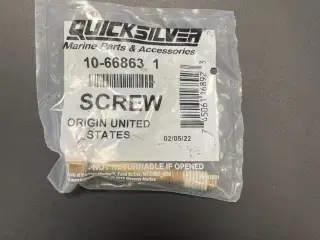 QUICKSILVER
Marine Parts & Accessories
10-66863 1
SCREW
ORIGIN UNITED
STATES
02/05/22
NOT RETURNABLE IF OPENED